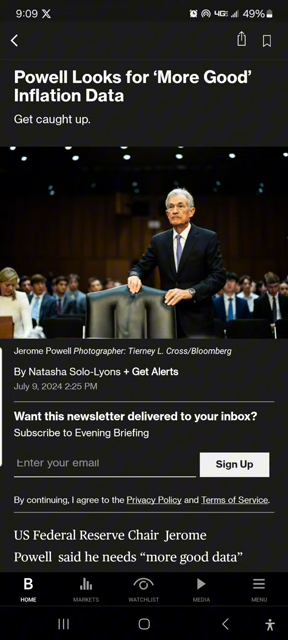 9:09
4G
49%
Powell Looks for ‘More Good’
Inflation Data
Get caught up.
Jerome Powell Photographer: Tierney L. Cross/Bloomberg
By Natasha Solo-Lyons + Get Alerts
July 9, 2024 2:25 PM
Want this newsletter delivered to your inbox?
Subscribe to Evening Briefing
Enter your email
Sign Up
By continuing, I agree to the Privacy Policy and Terms of Service.
US Federal Reserve Chair Jerome
Powell said he needs “more good data”
B
HOME
MARKETS
WATCHLIST
MEDIA
MENU